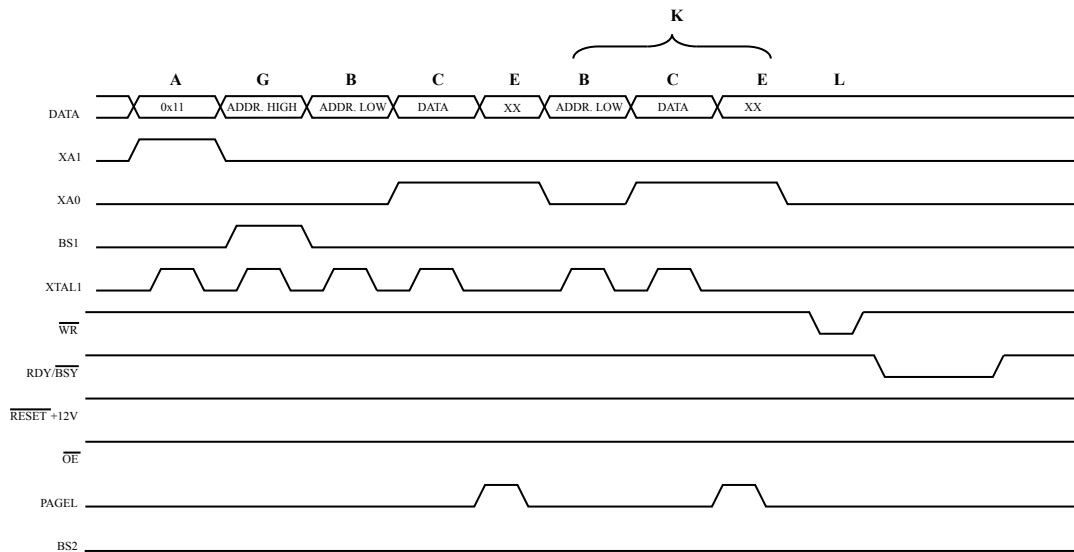 K
A G B C E B C E L
DATA 0x11 ADDR. HIGH ADDR. LOW DATA XX ADDR. LOW DATA XX
XA1
XA0
BS1
XTAL1
WR
RDY/BSY
RESET +12V
OE
PAGEL
BS2